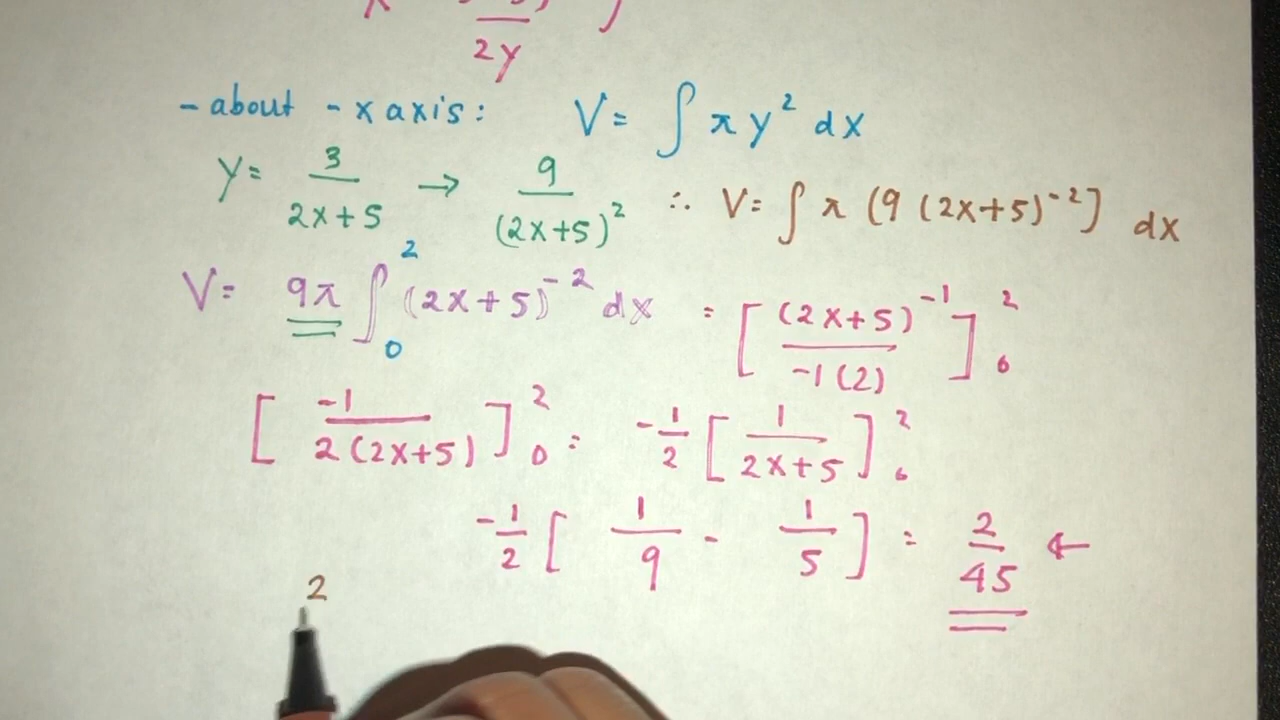 2y
- about - x axis : V = ∫ π y² dx
y = 3/(2x+5) → 9/(2x+5)² ∴ V = ∫ π (9 (2x+5)⁻²] dx
V = 9π ∫₀² (2x+5)⁻² dx = [ (2x+5)⁻¹ / -1(2) ]₀²
[ -1 / 2(2x+5) ]₀² = -1/2 [ 1/(2x+5) ]₀²
-1/2 [ 1/9 - 1/5 ] = 2/45 ←
2